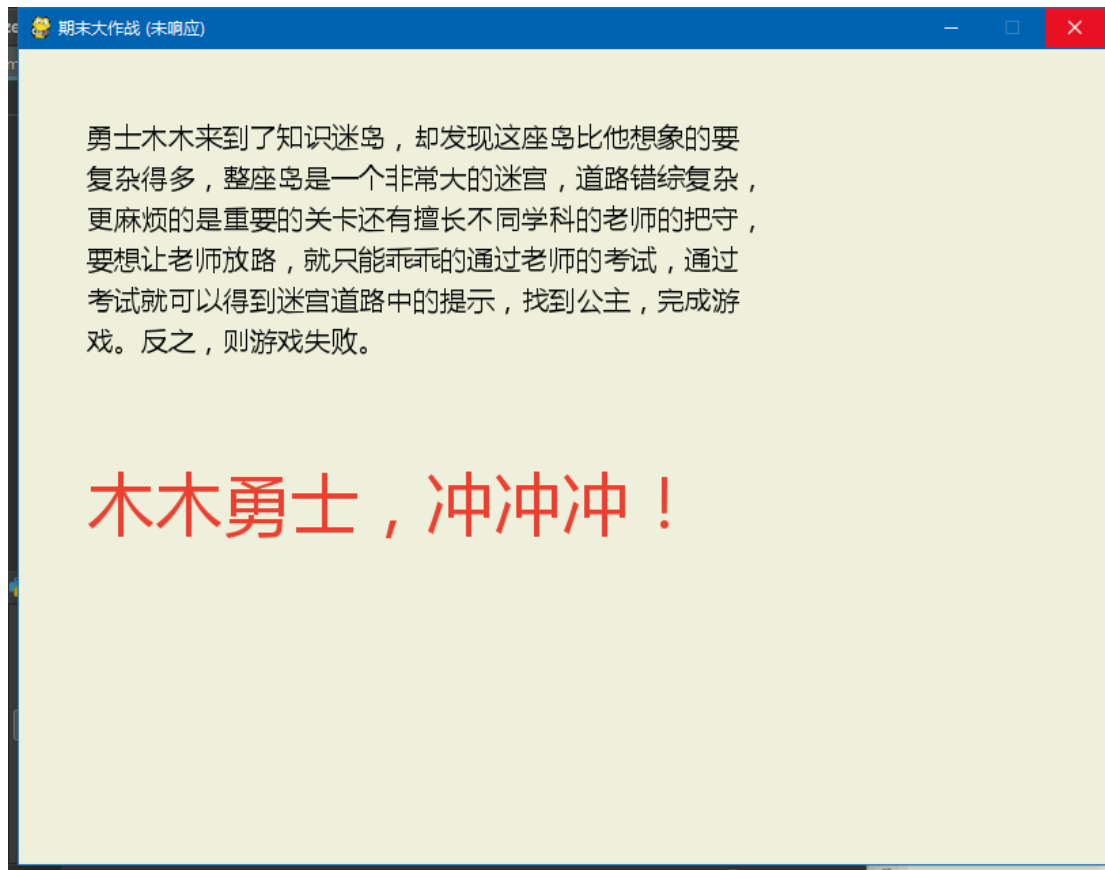 期末大作战 (未响应)
勇士木木来到了知识迷岛，却发现这座岛比他想象的要
复杂得多，整座岛是一个非常大的迷宫，道路错综复杂，
更麻烦的是重要的关卡还有擅长不同学科的老师的把守，
要想让老师放路，就只能乖乖的通过老师的考试，通过
考试就可以得到迷宫道路中的提示，找到公主，完成游
戏。反之，则游戏失败。
木木勇士，冲冲冲！